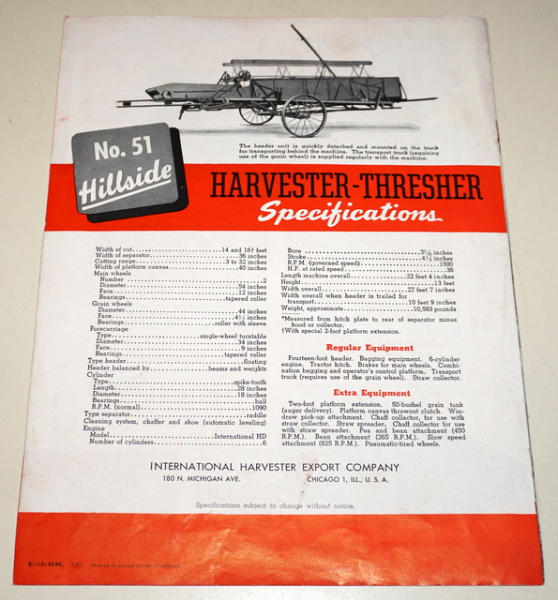 The header unit is quickly detached and mounted on the truck
for transporting behind the machine. The transport truck (requiring
use of the grain wheel) is supplied regularly with the machine.
No. 51
Hillside
HARVESTER-THRESHER
Specifications
Width of cut 14 and 16† feet
Width of separator 36 inches
Cutting range 3 to 32 inches
Width of platform canvas 40 inches
Main wheels
Number 2
Diameter 54 inches
Face 12 inches
Bearings tapered roller
Grain wheels
Diameter 44 inches
Face 4½ inches
Bearings roller with sleeve
Forecarriage
Type single-wheel turntable
Diameter 34 inches
Face 9 inches
Bearings tapered roller
Type header floating
Header balanced by beams and weights
Cylinder
Type spike-tooth
Length 28 inches
Diameter 18 inches
Bearings ball
R.P.M. (normal) 1090
Type separator raddle
Cleaning system, chaffer and shoe (automatic leveling)
Engine
Model International HD
Number of cylinders 6
Bore inches
Stroke 4½ inches
R.P.M. (governed speed) 1500
H.P. at rated speed 36
Length machine overall 22 feet 4 inches
Height 13 feet
Width overall 27 feet 7 inches
Width overall when header is trailed for
transport 10 feet 9 inches
Weight, approximate 10,583 pounds
*Measured from hitch plate to rear of separator minus
hood or collector.
†With special 2-foot platform extension.
Regular Equipment
Fourteen-foot header. Bagging equipment. 6-cylinder
engine. Tractor hitch. Brakes for main wheels. Combi-
nation bagging and operator's control platform. Transport
truck (requires use of the grain wheel). Straw collector.
Extra Equipment
Two-foot platform extension. 50-bushel grain tank
(auger delivery). Platform canvas throwout clutch. Win-
drow pick-up attachment. Chaff collector, for use with
straw collector. Straw spreader. Chaff collector for use
with straw spreader. Pea and bean attachment (450
R.P.M.). Bean attachment (265 R.P.M.). Slow speed
attachment (825 R.P.M.). Pneumatic-tired wheels.
INTERNATIONAL HARVESTER EXPORT COMPANY
180 N. MICHIGAN AVE. CHICAGO 1, ILL., U. S. A.
Specifications subject to change without notice.
PRINTED IN UNITED STATES OF AMERICA